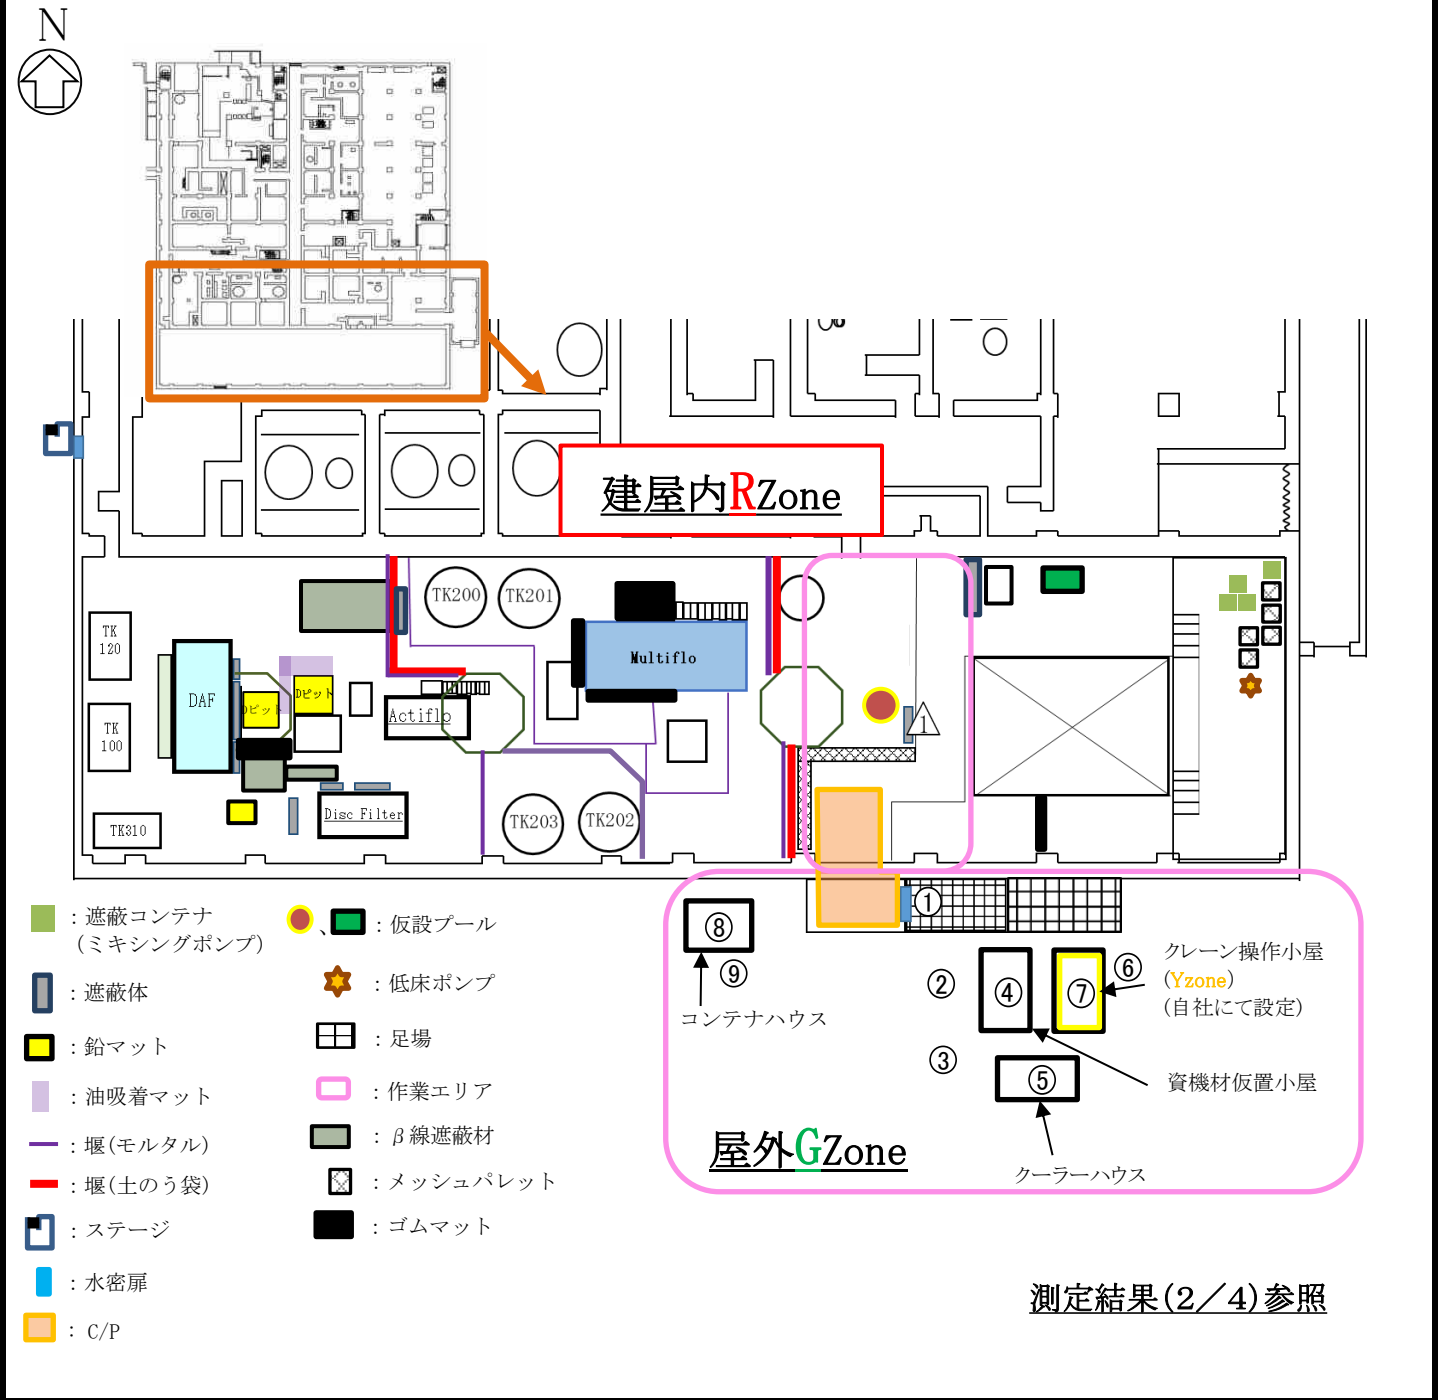 N
建屋内RZone
TK200
TK201
TK
120
Multiflo
DAF
Dピット
Dピット
Actiflo
1
TK
100
TK203
TK202
Disc Filter
TK310
①
：遮蔽コンテナ
（ミキシングポンプ）
、
：仮設プール
：遮蔽体
：低床ポンプ
：鉛マット
：足場
：油吸着マット
：作業エリア
：堰(モルタル)
：β線遮蔽材
：堰(土のう袋)
：メッシュパレット
：ステージ
：ゴムマット
：水密扉
：C/P
⑧
⑨
コンテナハウス
②
④
⑦
⑥
クレーン操作小屋
(Yzone)
(自社にて設定)
③
⑤
資機材仮置小屋
クーラーハウス
屋外GZone
測定結果(2／4)参照